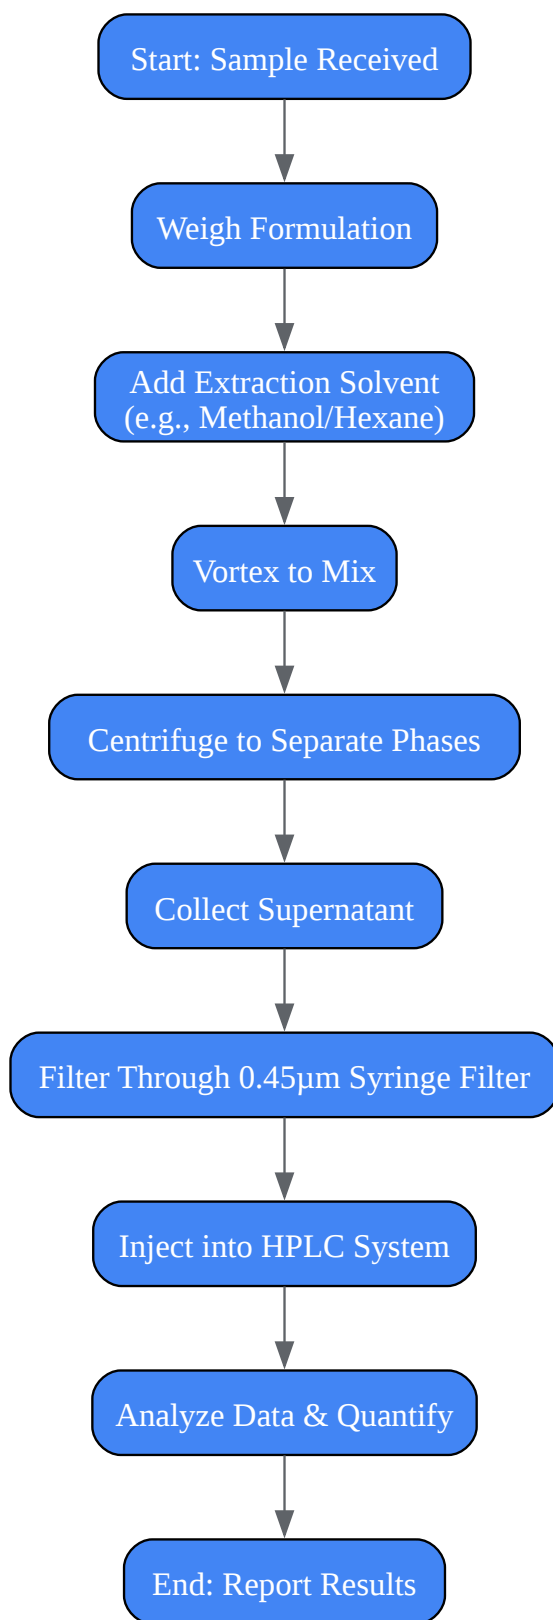 Start: Sample Received
Weigh Formulation
Add Extraction Solvent
(e.g., Methanol/Hexane)
Vortex to Mix
Centrifuge to Separate Phases
Collect Supernatant
Filter Through 0.45µm Syringe Filter
Inject into HPLC System
Analyze Data & Quantify
End: Report Results